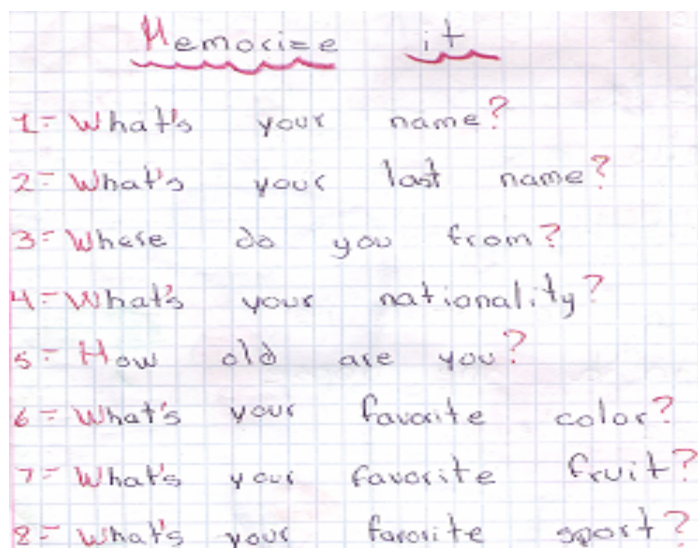 Memorize it
1= What's your name?
2= What's your last name?
3= Where do you from?
4= What's your nationality?
5= How old are you?
6= What's your favorite color?
7= What's your favorite fruit?
8= What's your favorite sport?